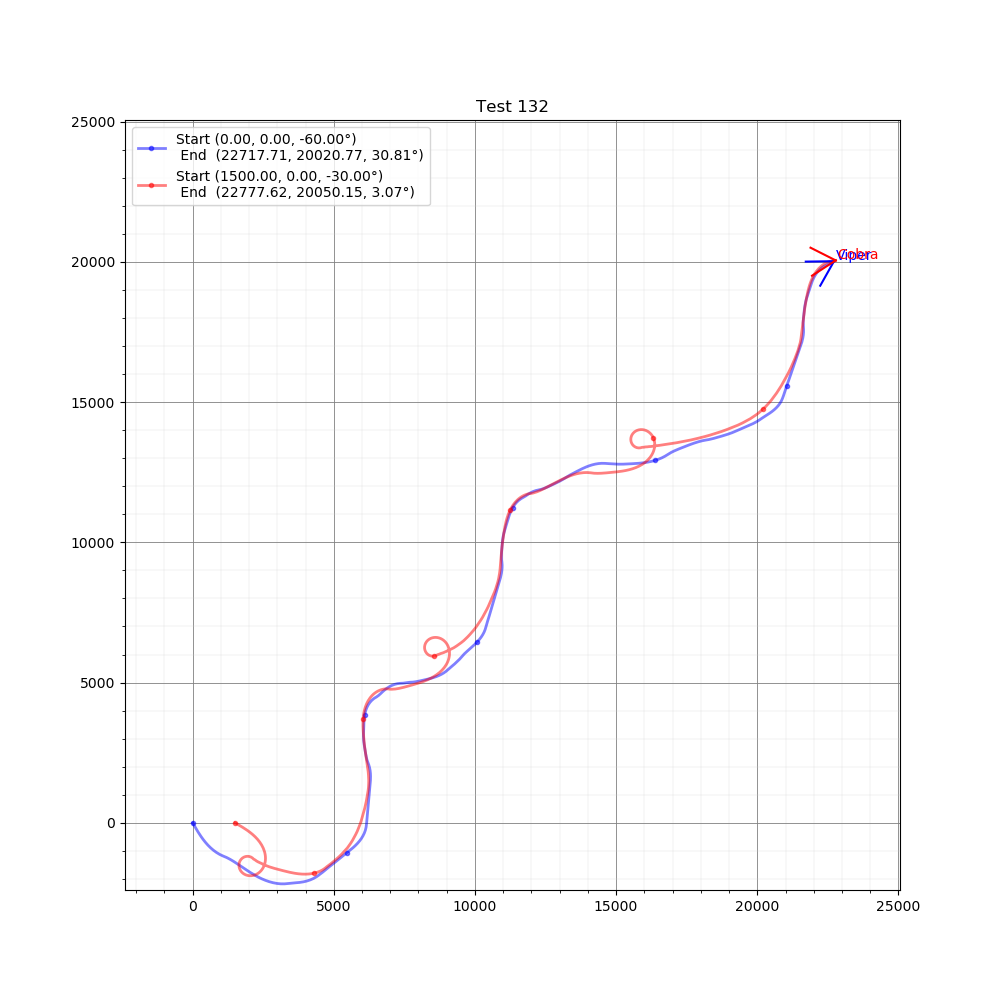 Test 132
Start (0.00, 0.00, -60.00°)
End (22717.71, 20020.77, 30.81°)
Start (1500.00, 0.00, -30.00°)
End (22777.62, 20050.15, 3.07°)
25000
20000
Viper
Cobra
15000
10000
5000
0
0 5000 10000 15000 20000 25000